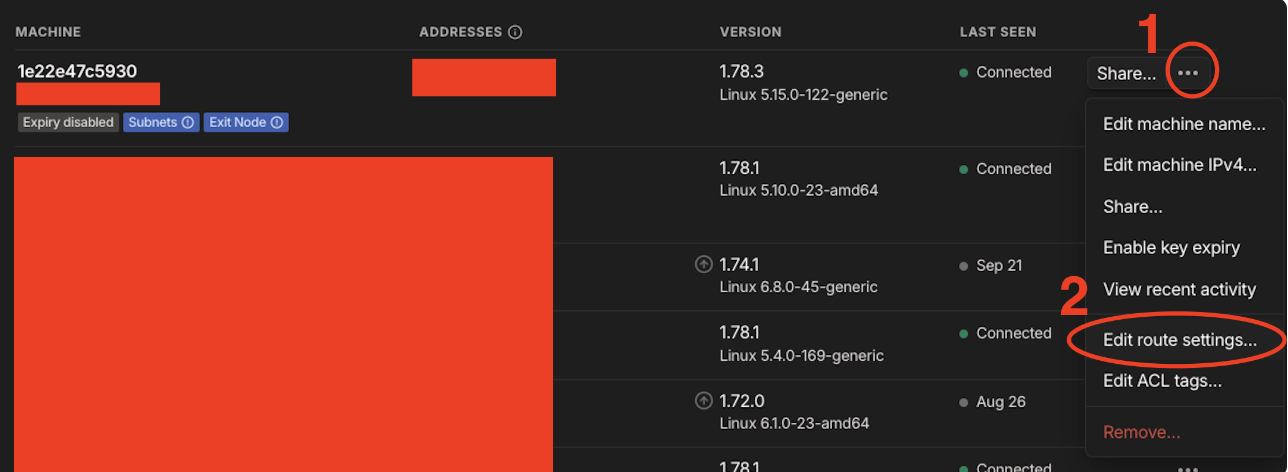 MACHINE ADDRESSES VERSION LAST SEEN
1
1e22e47c5930 1.78.3 Connected Share...
Linux 5.15.0-122-generic
Expiry disabled Subnets Exit Node
Edit machine name...
Edit machine IPv4...
Share...
Enable key expiry
View recent activity
2
Edit route settings...
Edit ACL tags...
Remove...
1.78.1 Connected
Linux 5.10.0-23-amd64
1.74.1 Sep 21
Linux 6.8.0-45-generic
1.78.1 Connected
Linux 5.4.0-169-generic
1.72.0 Aug 26
Linux 6.1.0-23-amd64
1.78.1 Connected